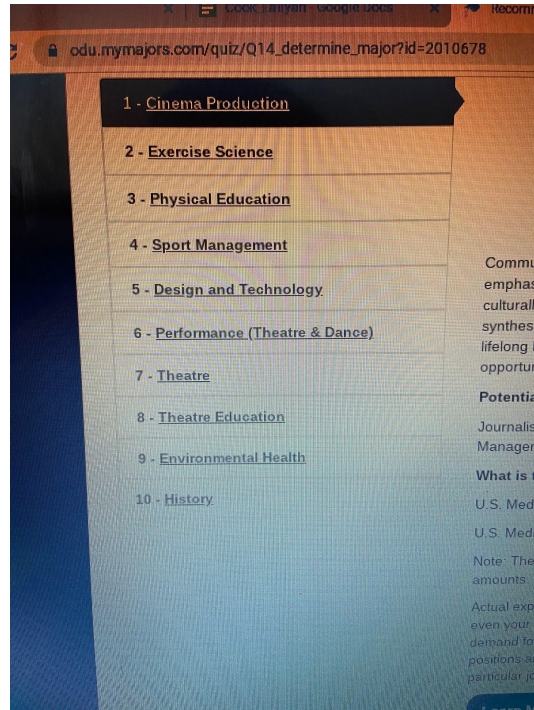 Google Docs
Recomm
odu.mymajors.com/quiz/Q14_determine_major?id=2010678
1 - Cinema Production
2 - Exercise Science
3 - Physical Education
4 - Sport Management
5 - Design and Technology
6 - Performance (Theatre & Dance)
7 - Theatre
8 - Theatre Education
9 - Environmental Health
10 - History
Commu
emphas
culturall
synthes
lifelong
opportun
Potentia
Journalis
Manager
What is
U.S. Med
U.S. Med
Note: The
amounts.
Actual exp
even your
demand fo
positions a
particular jo